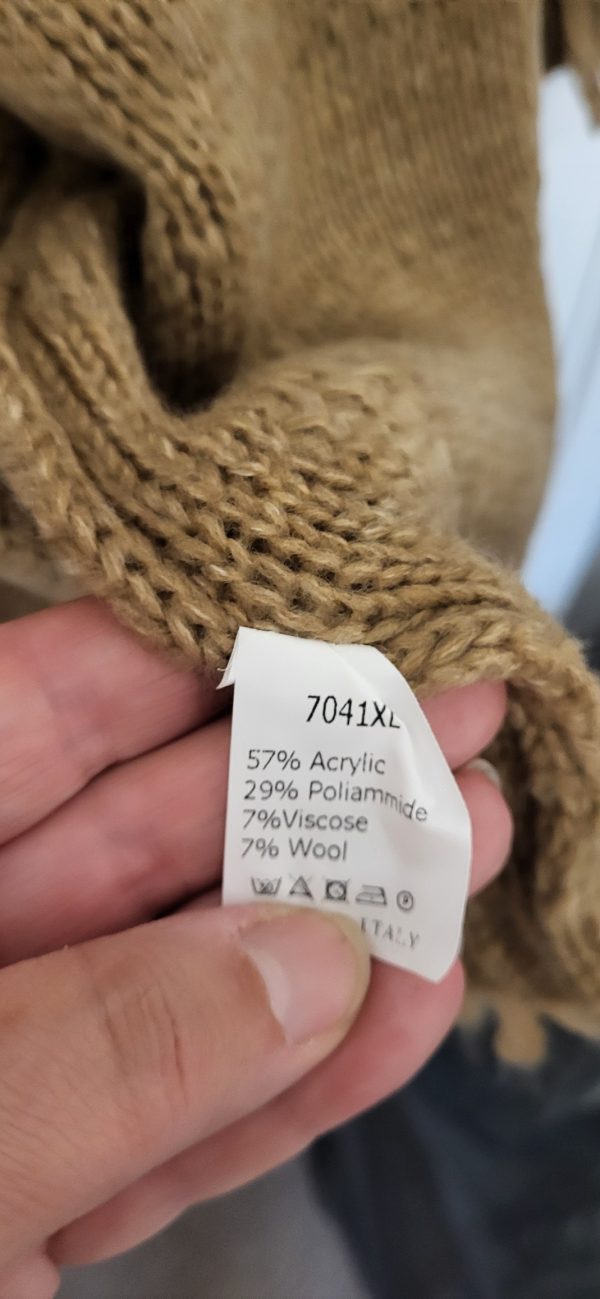 7041XL
57% Acrylic
29% Poliammide
7%Viscose
7% Wool
ITALY